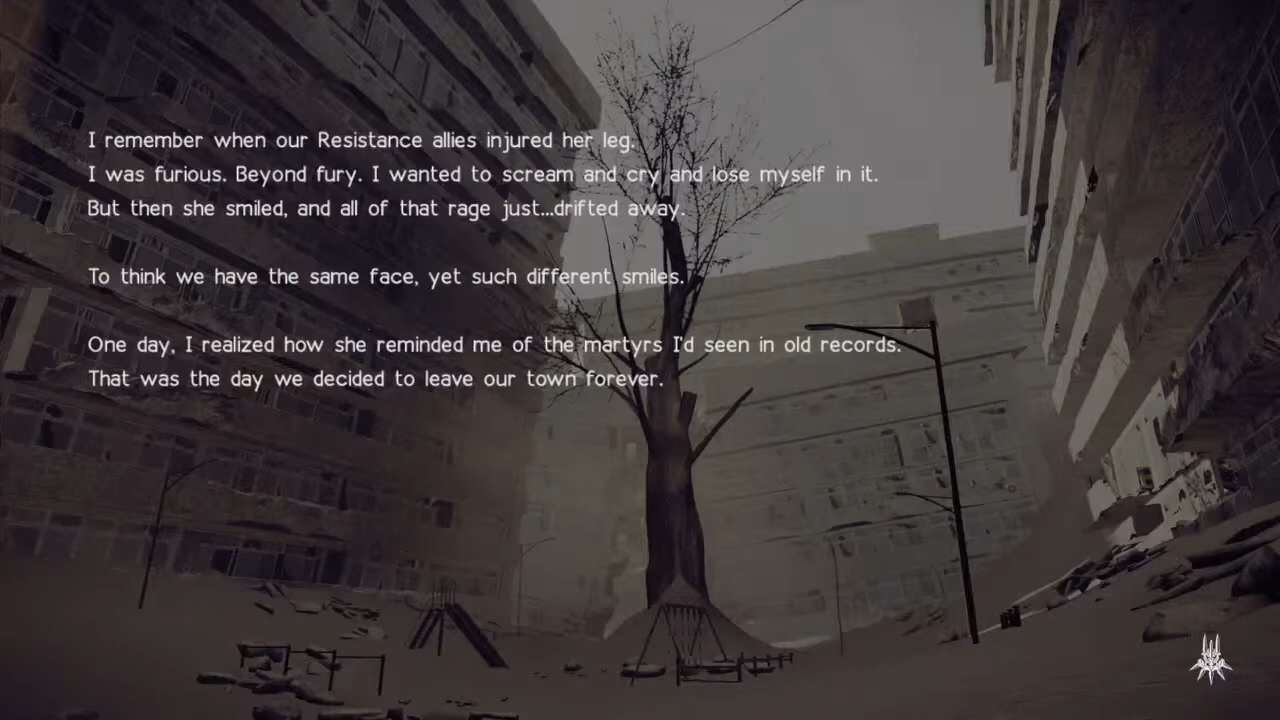 I remember when our Resistance allies injured her leg.
I was furious. Beyond fury. I wanted to scream and cry and lose myself in it.
But then she smiled, and all of that rage just...drifted away.
To think we have the same face, yet such different smiles.
One day, I realized how she reminded me of the martyrs I'd seen in old records.
That was the day we decided to leave our town forever.